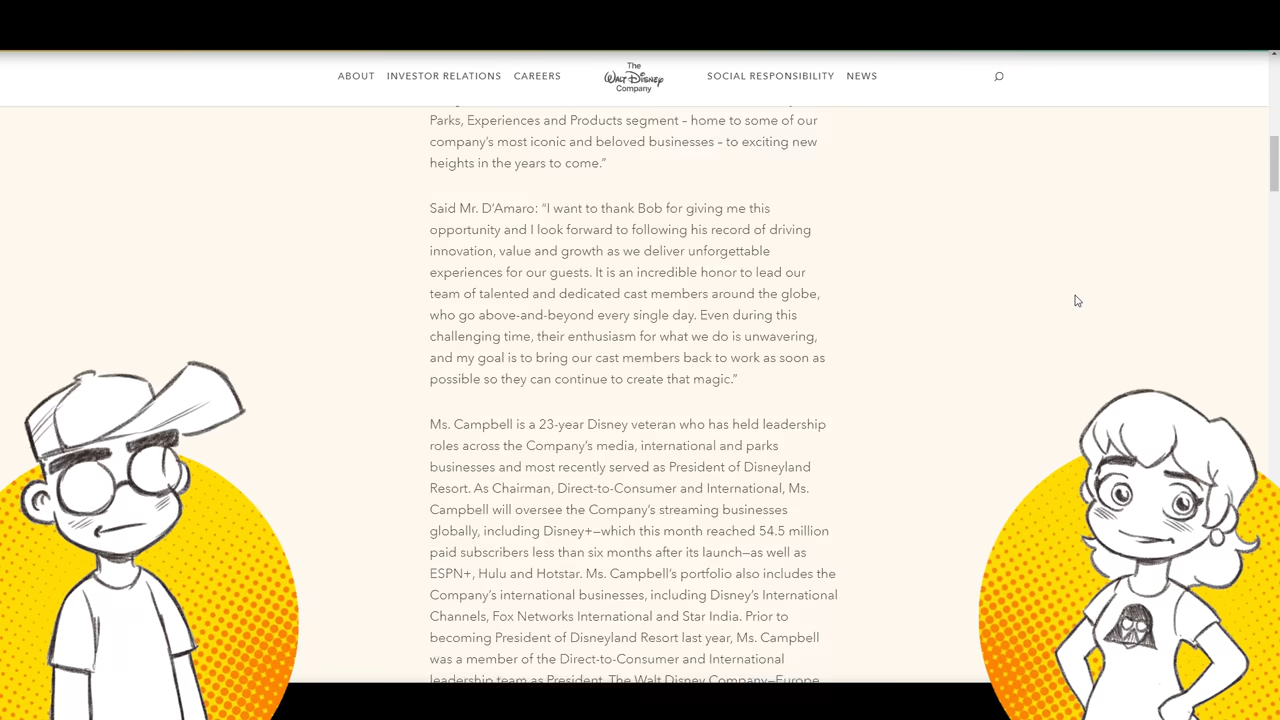 ABOUT INVESTOR RELATIONS CAREERS The Walt Disney Company SOCIAL RESPONSIBILITY NEWS
Parks, Experiences and Products segment – home to some of our
company’s most iconic and beloved businesses – to exciting new
heights in the years to come.”
Said Mr. D’Amaro: “I want to thank Bob for giving me this
opportunity and I look forward to following his record of driving
innovation, value and growth as we deliver unforgettable
experiences for our guests. It is an incredible honor to lead our
team of talented and dedicated cast members around the globe,
who go above-and-beyond every single day. Even during this
challenging time, their enthusiasm for what we do is unwavering,
and my goal is to bring our cast members back to work as soon as
possible so they can continue to create that magic.”
Ms. Campbell is a 23-year Disney veteran who has held leadership
roles across the Company’s media, international and parks
businesses and most recently served as President of Disneyland
Resort. As Chairman, Direct-to-Consumer and International, Ms.
Campbell will oversee the Company’s streaming businesses
globally, including Disney+—which this month reached 54.5 million
paid subscribers less than six months after its launch—as well as
ESPN+, Hulu and Hotstar. Ms. Campbell’s portfolio also includes the
Company’s international businesses, including Disney’s International
Channels, Fox Networks International and Star India. Prior to
becoming President of Disneyland Resort last year, Ms. Campbell
was a member of the Direct-to-Consumer and International
leadership team as President, The Walt Disney Company—Europe